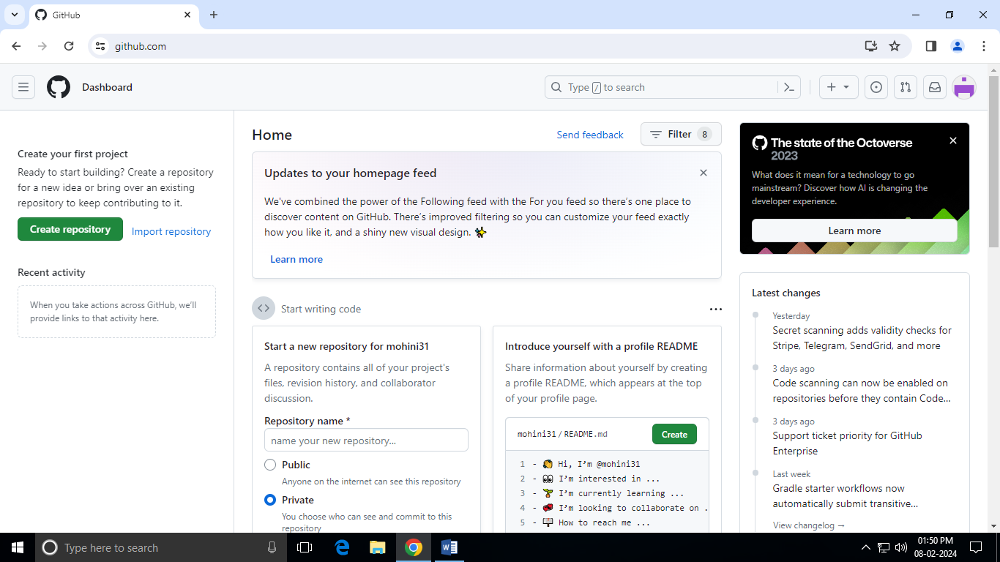 GitHub
github.com
Dashboard
Type / to search
Create your first project
Ready to start building? Create a repository
for a new idea or bring over an existing
repository to keep contributing to it.
Create repository
Import repository
Recent activity
When you take actions across GitHub, we'll
provide links to that activity here.
Home
Send feedback
Filter 8
Updates to your homepage feed
We've combined the power of the Following feed with the For you feed so there's one place to
discover content on GitHub. There's improved filtering so you can customize your feed exactly
how you like it, and a shiny new visual design. ✨
Learn more
Start writing code
Start a new repository for mohini31
A repository contains all of your project's
files, revision history, and collaborator
discussion.
Repository name *
name your new repository...
Public
Anyone on the internet can see this repository
Private
You choose who can see and commit to this
repository
Introduce yourself with a profile README
Share information about yourself by creating
a profile README, which appears at the top
of your profile page.
mohini31 / README.md
Create
1 - 👋 Hi, I'm @mohini31
2 - 👀 I'm interested in ...
3 - 🌱 I'm currently learning ...
4 - 💞️ I'm looking to collaborate on .
5 - 📫 How to reach me ...
The state of the Octoverse
2023
What does it mean for a technology to go
mainstream? Discover how AI is changing the
developer experience.
Learn more
Latest changes
Yesterday
Secret scanning adds validity checks for
Stripe, Telegram, SendGrid, and more
3 days ago
Code scanning can now be enabled on
repositories before they contain Code...
3 days ago
Support ticket priority for GitHub
Enterprise
Last week
Gradle starter workflows now
automatically submit transitive...
View changelog →
Type here to search
01:50 PM
08-02-2024